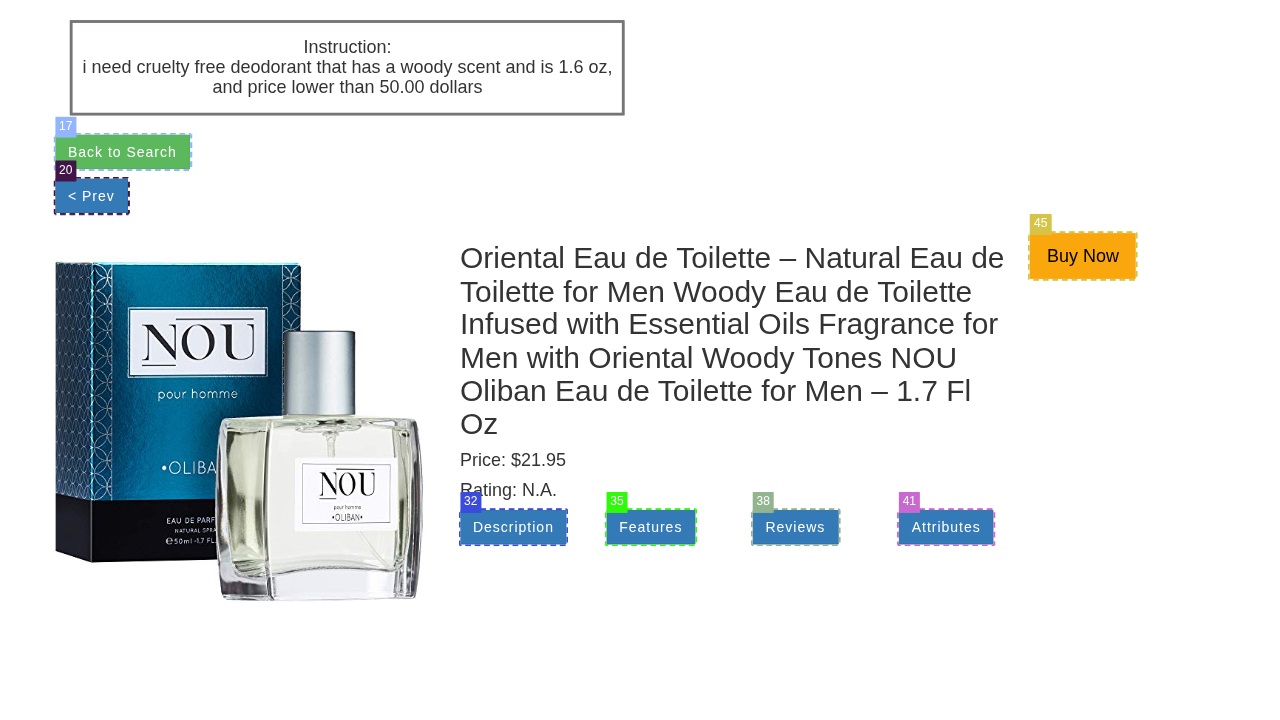 Instruction:
i need cruelty free deodorant that has a woody scent and is 1.6 oz,
and price lower than 50.00 dollars
17
Back to Search
20
< Prev
45
Buy Now
Oriental Eau de Toilette – Natural Eau de
Toilette for Men Woody Eau de Toilette
Infused with Essential Oils Fragrance for
Men with Oriental Woody Tones NOU
Oliban Eau de Toilette for Men – 1.7 Fl
Oz
Price: $21.95
Rating: N.A.
32
Description
35
Features
38
Reviews
41
Attributes
NOU
pour homme
•OLIBA
EAU DE PARF
NATURAL SPRA
℮50ml -1.7 FL
NOU
pour homme
•OLIBAN•